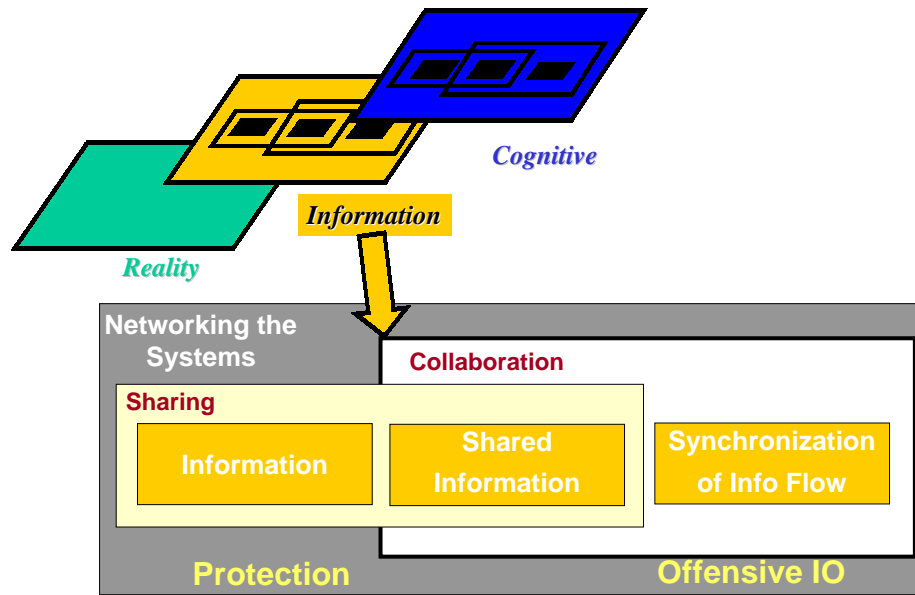 Cognitive
Information
Reality
Networking the
Systems
Collaboration
Sharing
Information
Shared
Information
Synchronization
of Info Flow
Protection
Offensive IO